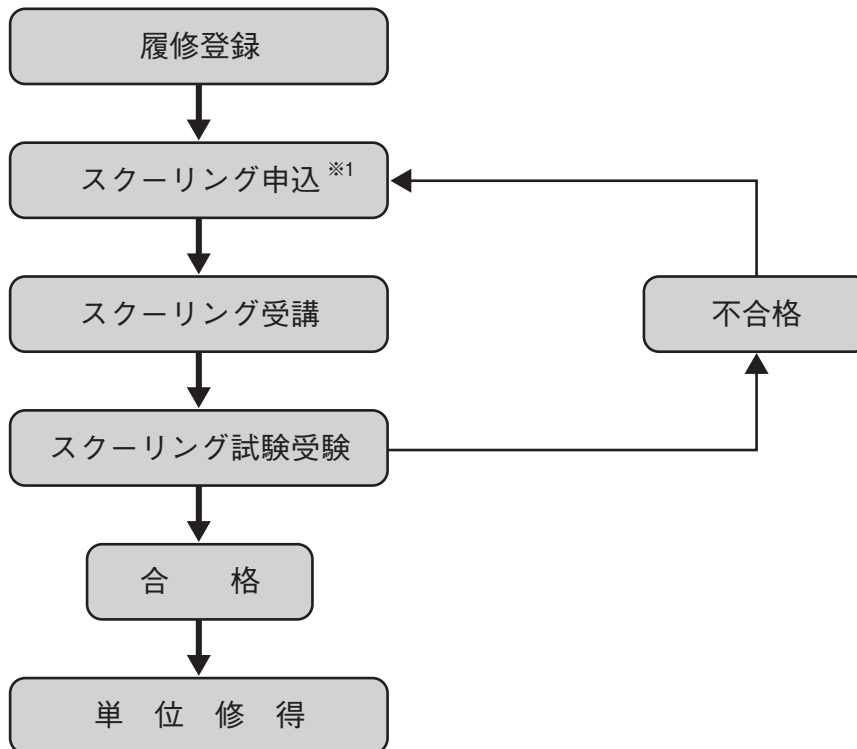 履修登録
スクーリング申込 ※1
スクーリング受講
不合格
スクーリング試験受験
合　　格
単　位　修　得